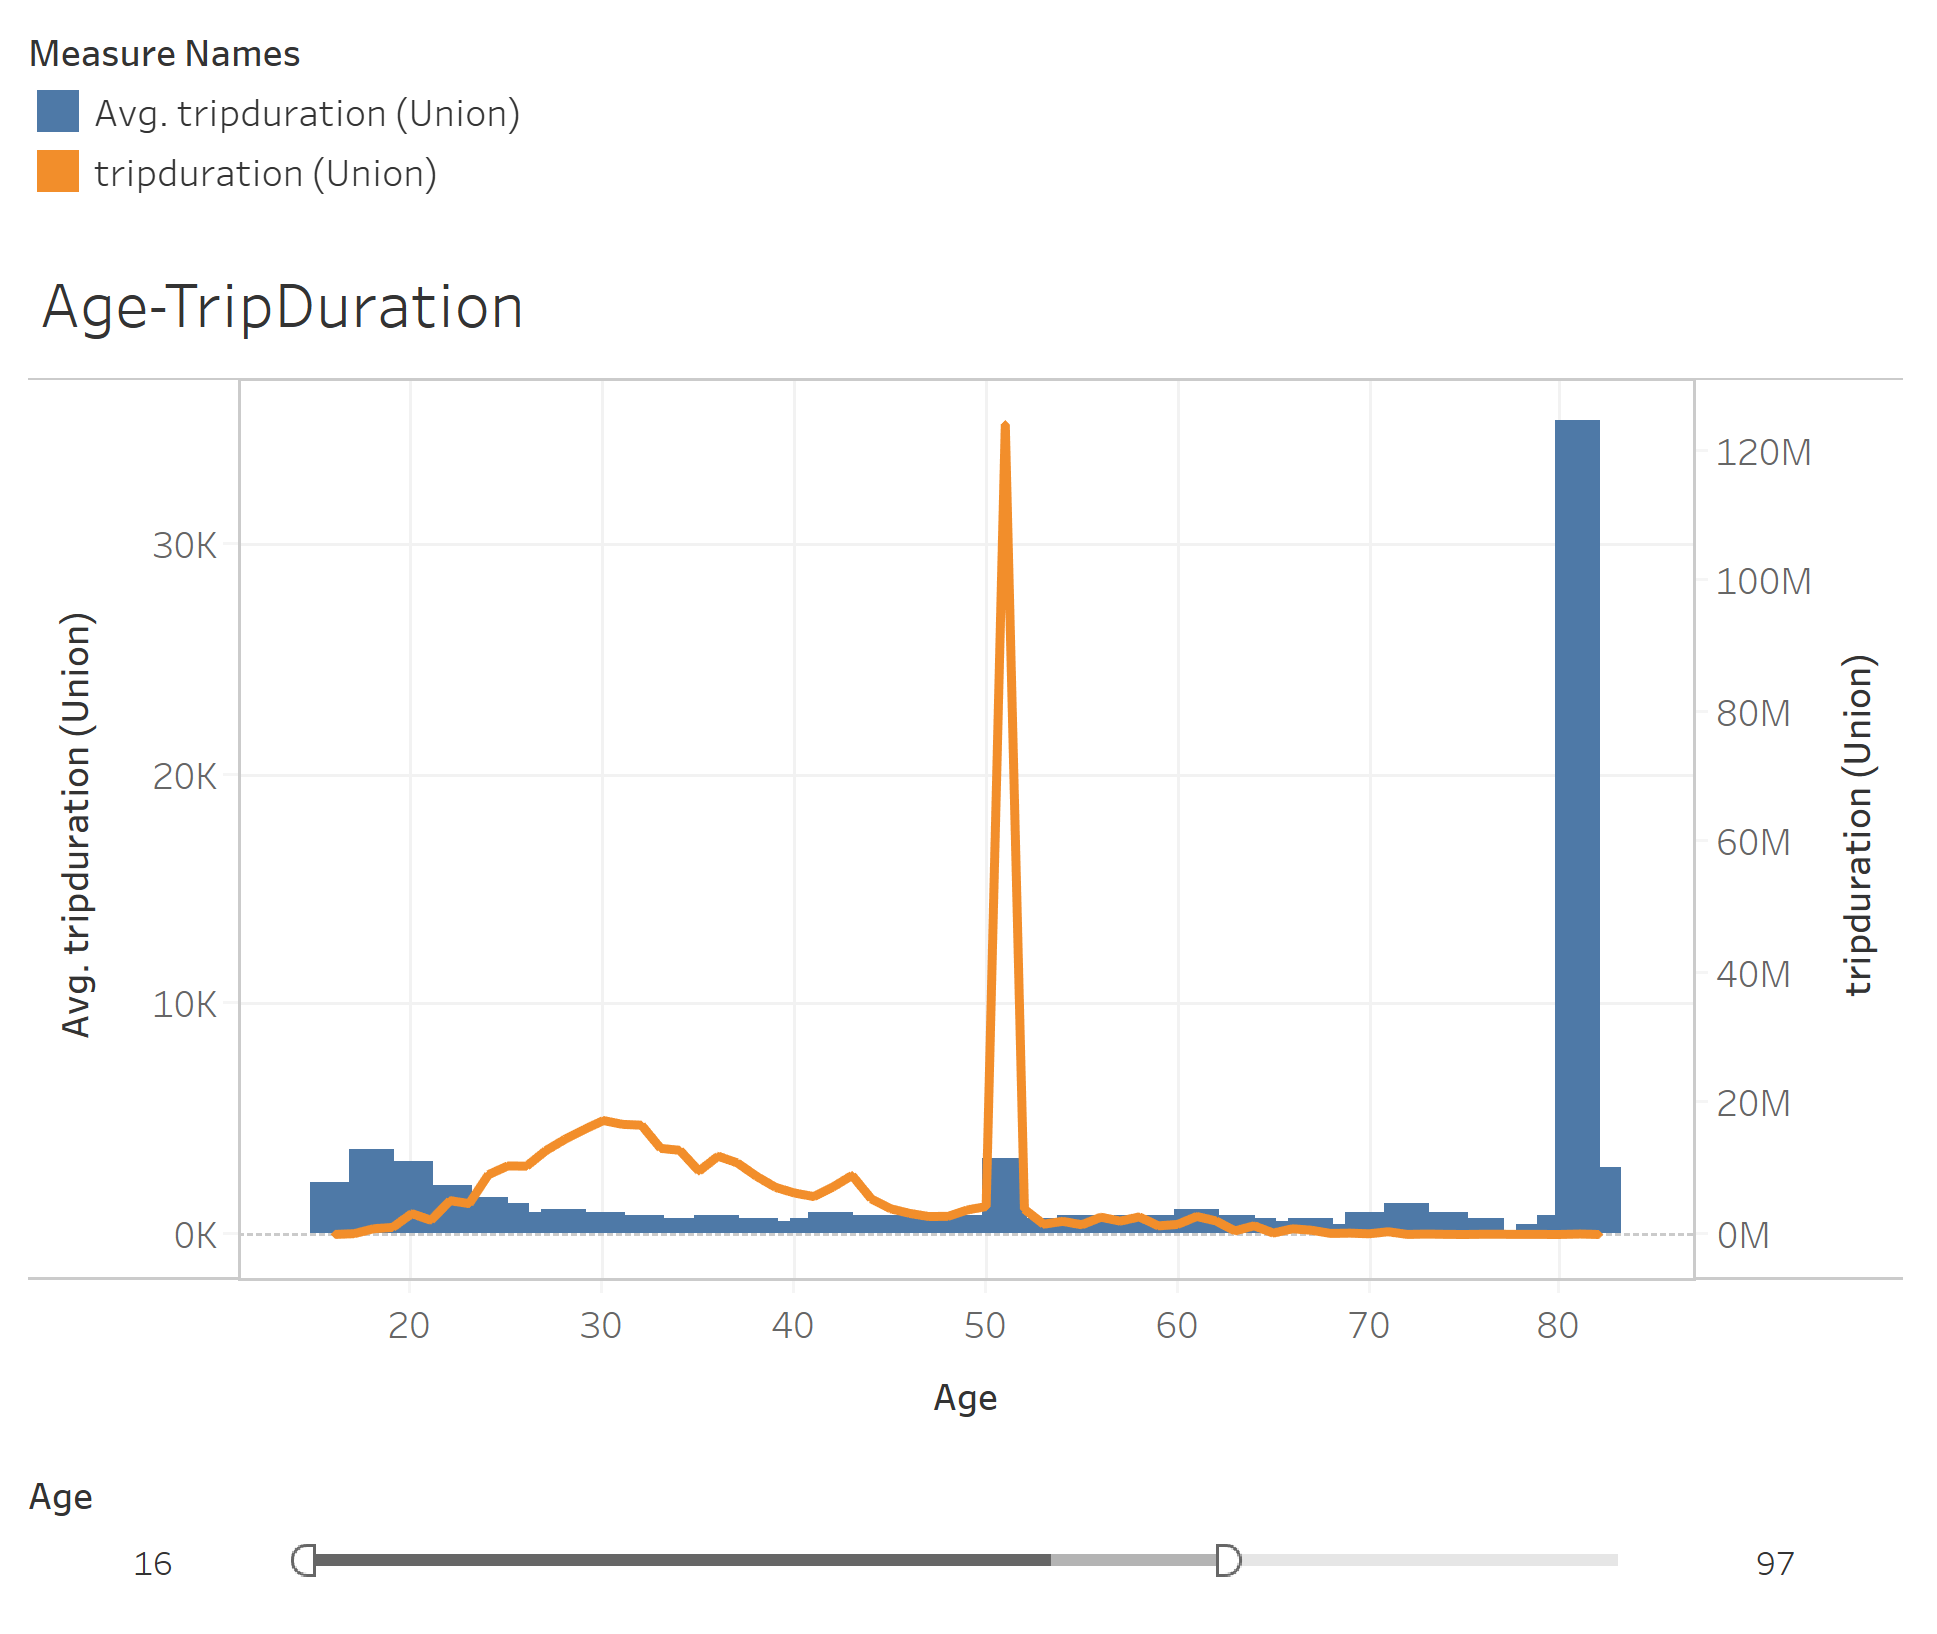 Measure Names
Avg. tripduration (Union)
tripduration (Union)
Age-TripDuration
Avg. tripduration (Union)
30K
20K
10K
0K
120M
100M
80M
60M
40M
20M
0M
tripduration (Union)
20 30 40 50 60 70 80
Age
Age
16 97